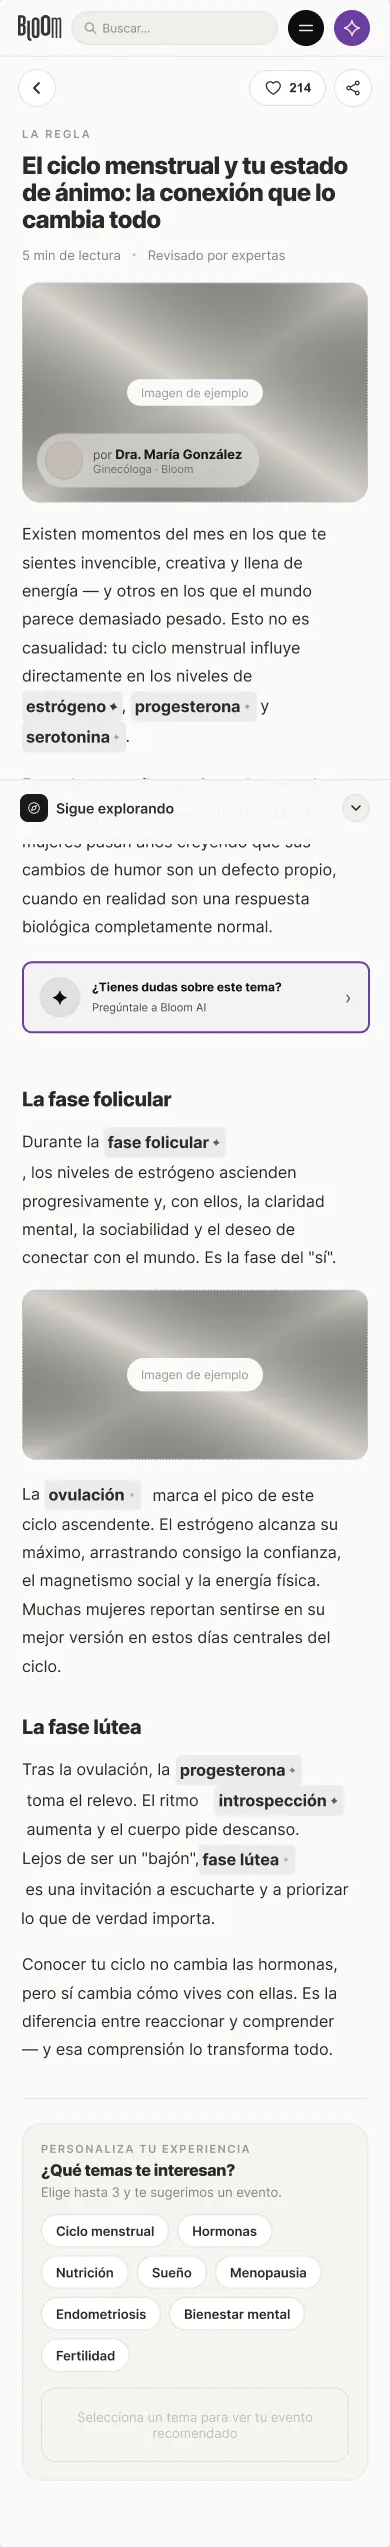 BLOOM
Buscar...
214
LA REGLA
El ciclo menstrual y tu estado
de ánimo: la conexión que lo
cambia todo
5 min de lectura • Revisado por expertas
Imagen de ejemplo
por Dra. María González
Ginecóloga · Bloom
Existen momentos del mes en los que te
sientes invencible, creativa y llena de
energía — y otros en los que el mundo
parece demasiado pesado. Esto no es
casualidad: tu ciclo menstrual influye
directamente en los niveles de
estrógeno, progesterona y
serotonina.
Sigue explorando
mujeres pasan años creyendo que sus
cambios de humor son un defecto propio,
cuando en realidad son una respuesta
biológica completamente normal.
¿Tienes dudas sobre este tema?
Pregúntale a Bloom AI
La fase folicular
Durante la fase folicular
, los niveles de estrógeno ascienden
progresivamente y, con ellos, la claridad
mental, la sociabilidad y el deseo de
conectar con el mundo. Es la fase del "sí".
Imagen de ejemplo
La ovulación marca el pico de este
ciclo ascendente. El estrógeno alcanza su
máximo, arrastrando consigo la confianza,
el magnetismo social y la energía física.
Muchas mujeres reportan sentirse en su
mejor versión en estos días centrales del
ciclo.
La fase lútea
Tras la ovulación, la progesterona
toma el relevo. El ritmo introspección
aumenta y el cuerpo pide descanso.
Lejos de ser un "bajón", fase lútea
es una invitación a escucharte y a priorizar
lo que de verdad importa.
Conocer tu ciclo no cambia las hormonas,
pero sí cambia cómo vives con ellas. Es la
diferencia entre reaccionar y comprender
— y esa comprensión lo transforma todo.
PERSONALIZA TU EXPERIENCIA
¿Qué temas te interesan?
Elige hasta 3 y te sugerimos un evento.
Ciclo menstrual Hormonas
Nutrición Sueño Menopausia
Endometriosis Bienestar mental
Fertilidad
Selecciona un tema para ver tu evento
recomendado